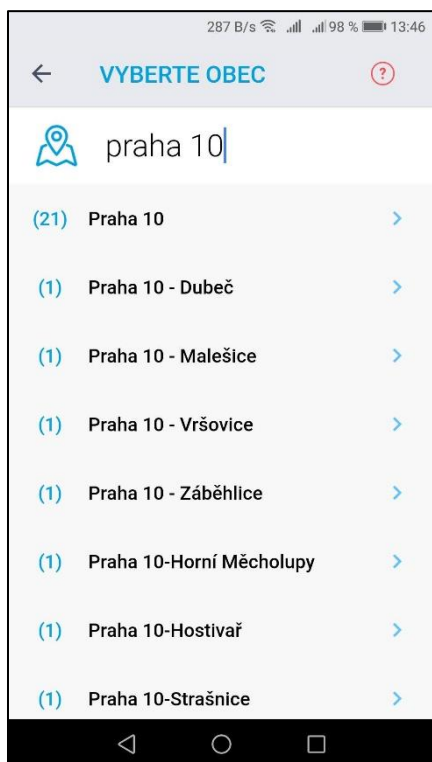 287 B/s 98 % 13:46
VYBERTE OBEC ?
praha 10
(21) Praha 10
(1) Praha 10 - Dubeč
(1) Praha 10 - Malešice
(1) Praha 10 - Vršovice
(1) Praha 10 - Záběhlice
(1) Praha 10-Horní Měcholupy
(1) Praha 10-Hostivař
(1) Praha 10-Strašnice